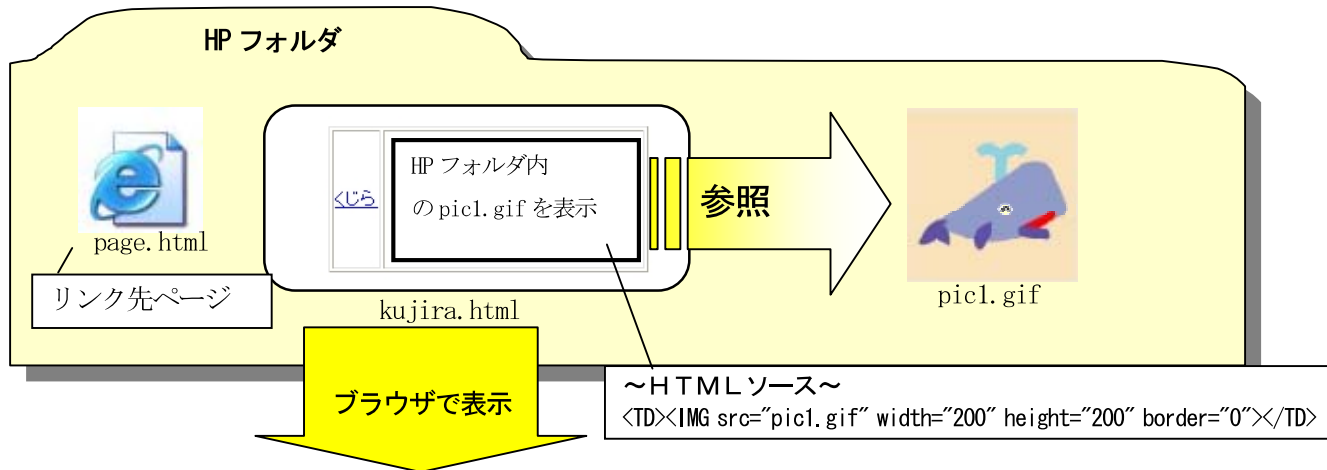 HP フォルダ
page.html
リンク先ページ
くじら
HP フォルダ内
の pic1.gif を表示
kujira.html
参照
pic1.gif
～ＨＴＭＬソース～
<TD><IMG src="pic1.gif" width="200" height="200" border="0"></TD>
ブラウザで表示